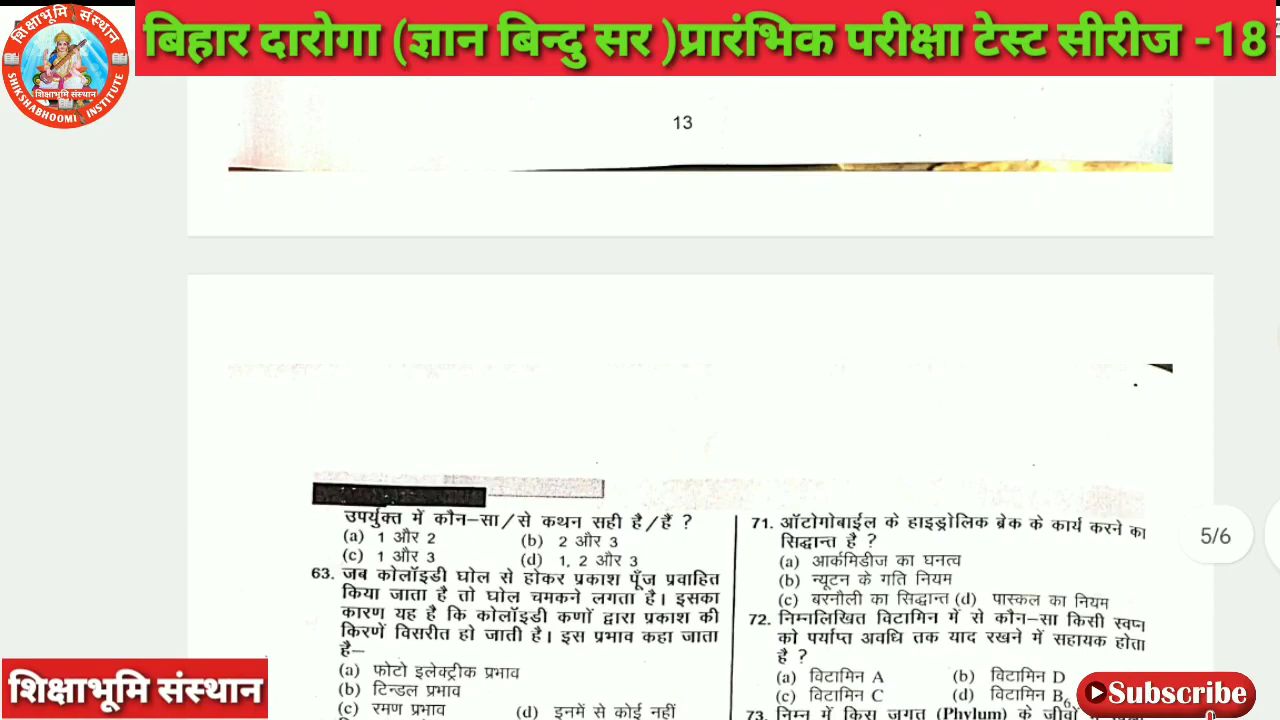 शिक्षाभूमि संस्थान
शिक्षाभूमि संस्थान
SHIKSHABHOOMI INSTITUTE
बिहार दारोगा (ज्ञान बिन्दु सर )प्रारंभिक परीक्षा टेस्ट सीरीज -18
13
उपर्युक्त में कौन–सा/से कथन सही है/हैं ?
(a) 1 और 2 (b) 2 और 3
(c) 1 और 3 (d) 1, 2 और 3
63. जब कोलॉइडी घोल से होकर प्रकाश पूँज प्रवाहित
किया जाता है तो घोल चमकने लगता है। इसका
कारण यह है कि कोलॉइडी कणों द्वारा प्रकाश की
किरणें विसरीत हो जाती है। इस प्रभाव कहा जाता
है–
(a) फोटो इलेक्ट्रीक प्रभाव
(b) टिन्डल प्रभाव
(c) रमण प्रभाव (d) इनमें से कोई नहीं
71. ऑटोगोबाईल के हाइड्रोलिक ब्रेक के कार्य करने का
सिद्धान्त है ?
(a) आर्कमिडीज का घनत्व
(b) न्यूटन के गति नियम
(c) बरनौली का सिद्धान्त (d) पास्कल का नियम
72. निम्नलिखित विटामिन में से कौन–सा किसी स्वप्न
को पर्याप्त अवधि तक याद रखने में सहायक होता
है ?
(a) विटामिन A (b) विटामिन D
(c) विटामिन C (d) विटामिन B6
73. निम्न में किस जगत (Phylum) के जीवों में
5/6
शिक्षाभूमि संस्थान
Subscribe